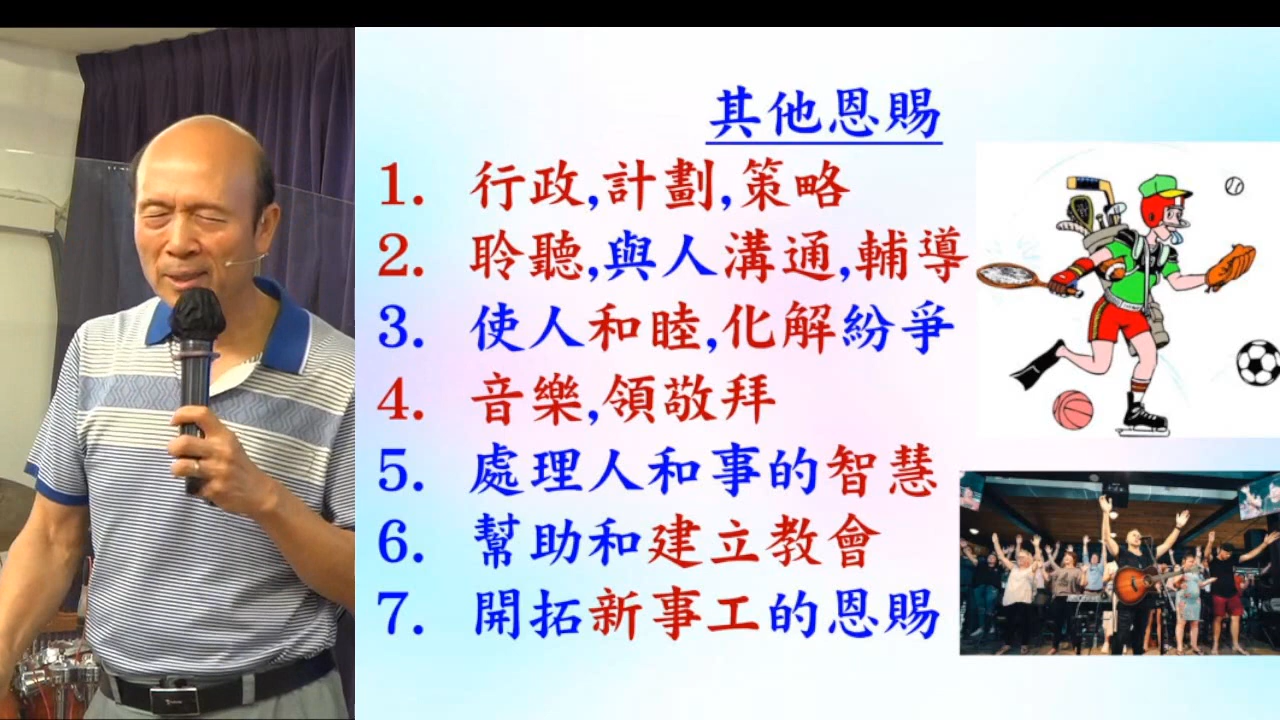 其他恩賜
1. 行政,計劃,策略
2. 聆聽,與人溝通,輔導
3. 使人和睦,化解紛爭
4. 音樂,領敬拜
5. 處理人和事的智慧
6. 幫助和建立教會
7. 開拓新事工的恩賜